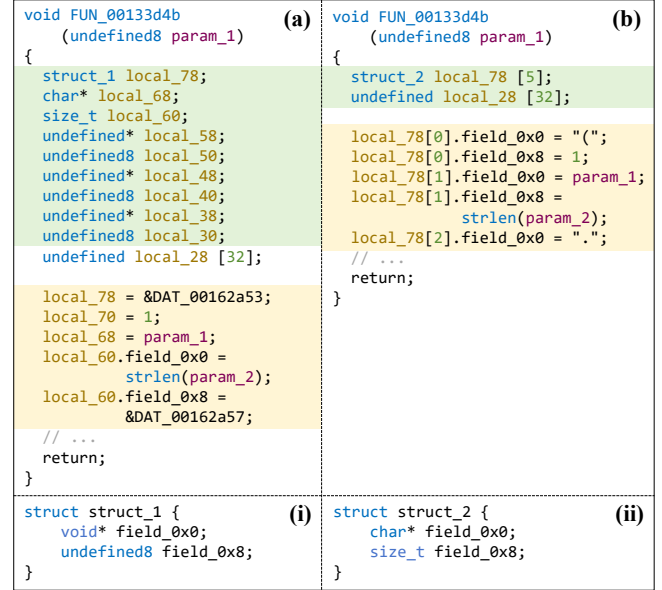 (a)
void FUN_00133d4b
    (undefined8 param_1)
{
  struct_1 local_78;
  char* local_68;
  size_t local_60;
  undefined* local_58;
  undefined8 local_50;
  undefined* local_48;
  undefined8 local_40;
  undefined* local_38;
  undefined8 local_30;
  undefined local_28 [32];
  local_78 = &DAT_00162a53;
  local_70 = 1;
  local_68 = param_1;
  local_60.field_0x0 =
          strlen(param_2);
  local_60.field_0x8 =
          &DAT_00162a57;
  // ...
  return;
}
(b)
void FUN_00133d4b
    (undefined8 param_1)
{
  struct_2 local_78 [5];
  undefined local_28 [32];
  local_78[0].field_0x0 = "(";
  local_78[0].field_0x8 = 1;
  local_78[1].field_0x0 = param_1;
  local_78[1].field_0x8 =
            strlen(param_2);
  local_78[2].field_0x0 = ".";
  // ...
  return;
}
(i)
struct struct_1 {
    void* field_0x0;
    undefined8 field_0x8;
}
(ii)
struct struct_2 {
    char* field_0x0;
    size_t field_0x8;
}